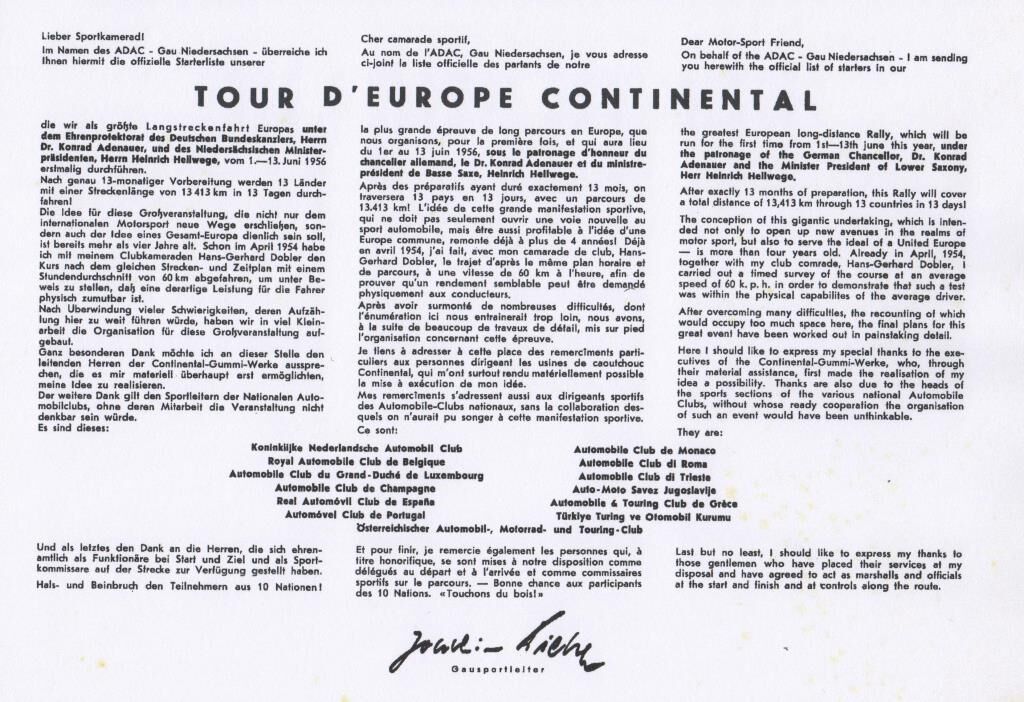 Lieber Sportkamerad!
Im Namen des ADAC - Gau Niedersachsen - überreiche ich
Ihnen hiermit die offizielle Starterliste unserer
Cher camarade sportif,
Au nom de l'ADAC, Gau Niedersachsen, je vous adresse
ci-joint la liste officielle des partants de notre
Dear Motor-Sport Friend,
On behalf of the ADAC - Gau Niedersachsen - I am sending
you herewith the official list of starters in our
TOUR D'EUROPE CONTINENTAL
die wir als größte Langstreckenfahrt Europas unter
dem Ehrenprotektorat des Deutschen Bundeskanzlers, Herrn
Dr. Konrad Adenauer, und des Niedersächsischen Minister-
präsidenten, Herrn Heinrich Hellwege, vom 1.—13. Juni 1956
erstmalig durchführen.
Nach genau 13-monatiger Vorbereitung werden 13 Länder
mit einer Streckenlänge von 13 413 km in 13 Tagen durch-
fahren!
Die Idee für diese Großveranstaltung, die nicht nur dem
internationalen Motorsport neue Wege erschließen, son-
dern auch der Idee eines Gesamt-Europa dienlich sein soll,
ist bereits mehr als vier Jahre alt. Schon im April 1954 habe
ich mit meinem Clubkameraden Hans-Gerhard Dobler den
Kurs nach dem gleichen Strecken- und Zeitplan mit einem
Stundendurchschnitt von 60 km abgefahren, um unter Be-
weis zu stellen, daß eine derartige Leistung für die Fahrer
physisch zumutbar ist.
Nach Überwindung vieler Schwierigkeiten, deren Aufzäh-
lung hier zu weit führen würde, haben wir in viel Klein-
arbeit die Organisation für diese Großveranstaltung auf-
gebaut.
Ganz besonderen Dank möchte ich an dieser Stelle den
leitenden Herren der Continental-Gummi-Werke ausspre-
chen, die es mir materiell überhaupt erst ermöglichten,
meine Idee zu realisieren.
Der weitere Dank gilt den Sportleitern der Nationalen Auto-
mobilclubs, ohne deren Mitarbeit die Veranstaltung nicht
denkbar sein würde.
Es sind dieses:
la plus grande épreuve de long parcours en Europe, que
nous organisons, pour la première fois, et qui aura lieu
du 1er au 13 juin 1956, sous le patronage d'bonneur du
chancelier allemand, le Dr. Konrad Adenauer et du ministre-
président de Basse Saxe, Heinrich Hellwege.
Après des préparatifs ayant duré exactement 13 mois, on
traversera 13 pays en 13 jours, avec un parcours de
13.413 km! L'idée de cette grande manifestation sportive,
qui ne doit pas seulement ouvrir une voie nouvelle au
sport automobile, mais être aussi profitable à l'idée d'une
Europe commune, remonte déjà à plus de 4 années! Déjà
en avril 1954, j'ai fait, avec mon camarade de club, Hans-
Gerhard Dobler, le trajet d'après le même plan horaire et
de parcours, à une vitesse de 60 km à l'heure, afin de
prouver qu'un rendement semblable peut être demandé
physiquement aux conducteurs.
Après avoir surmonté de nombreuses difficultés, dont
l'énumération ici nous entrainerait trop loin, nous avons,
à la suite de beaucoup de travaux de détail, mis sur pied
l'organisation concernant cette épreuve.
Je tiens à adresser à cette place des remercîments parti-
culiers aux personnes dirigeant les usines de caoutchouc
Continental, qui m'ont surtout rendu matériellement possible
la mise à exécution de mon idée.
Mes remercîments s'adressent aussi aux dirigeants sportifs
des Automobile-Clubs nationaux, sans la collaboration des-
quels on n'aurait pu songer à cette manifestation sportive.
Ce sont:
the greatest European long-distance Rally, which will be
run for the first time from 1st—13th june this year, under
the patronage of the German Chancellor, Dr. Konrad
Adenauer and the Minister President of Lower Saxony,
Herr Heinrich Hellwege.
After exactly 13 months of preparation, this Rally will cover
a total distance of 13,413 km through 13 countries in 13 days!
The conception of this gigantic undertaking, which is inten-
ded not only to open up new avenues in the realms of
motor sport, but also to serve the ideal of a United Europe
— is more than four years old. Already in April, 1954,
together with my club comrade, Hans-Gerhard Dobler, I
carried out a timed survey of the course at an average
speed of 60 k. p. h. in order to demonstrate that such a test
was within the physical capabilites of the average driver.
After overcoming many difficulties, the recounting of which
would occupy too much space here, the final plans for this
great event have been worked out in painstaking detail.
Here I should like to express my special thanks to the exe-
cutives of the Continental-Gummi-Werke, who, through
their material assistance, first made the realisation of my
idea a possibility. Thanks are also due to the heads of
the sports sections of the various national Automobile
Clubs, without whose ready cooperation the organisation
of such an event would have been unthinkable.
They are:
Koninklijke Nederlandsche Automobil Club
Royal Automobile Club de Belgique
Automobile Club du Grand-Duché de Luxembourg
Automobile Club de Champagne
Real Automóvil Club de España
Automóvel Club de Portugal
Automobile Club de Monaco
Automobile Club di Roma
Automobile Club di Trieste
Auto-Moto Savez Jugoslavije
Automobile & Touring Club de Grèce
Türkiye Turing ve Otomobil Kurumu
Österreichischer Automobil-, Motorrad- und Touring-Club
Und als letztes den Dank an die Herren, die sich ehren-
amtlich als Funktionäre bei Start und Ziel und als Sport-
kommissare auf der Strecke zur Verfügung gestellt haben.
Hals- und Beinbruch den Teilnehmern aus 10 Nationen!
Et pour finir, je remercie également les personnes qui, à
titre honorifique, se sont mises à notre disposition comme
délégués au départ et à l'arrivée et comme commissaires
sportifs sur le parcours. — Bonne chance aux participants
des 10 Nations. «Touchons du bois!»
Last but no least, I should like to express my thanks to
those gentlemen who have placed their services at my
disposal and have agreed to act as marshalls and officials
at the start and finish and at controls along the route.
Gausportleiter